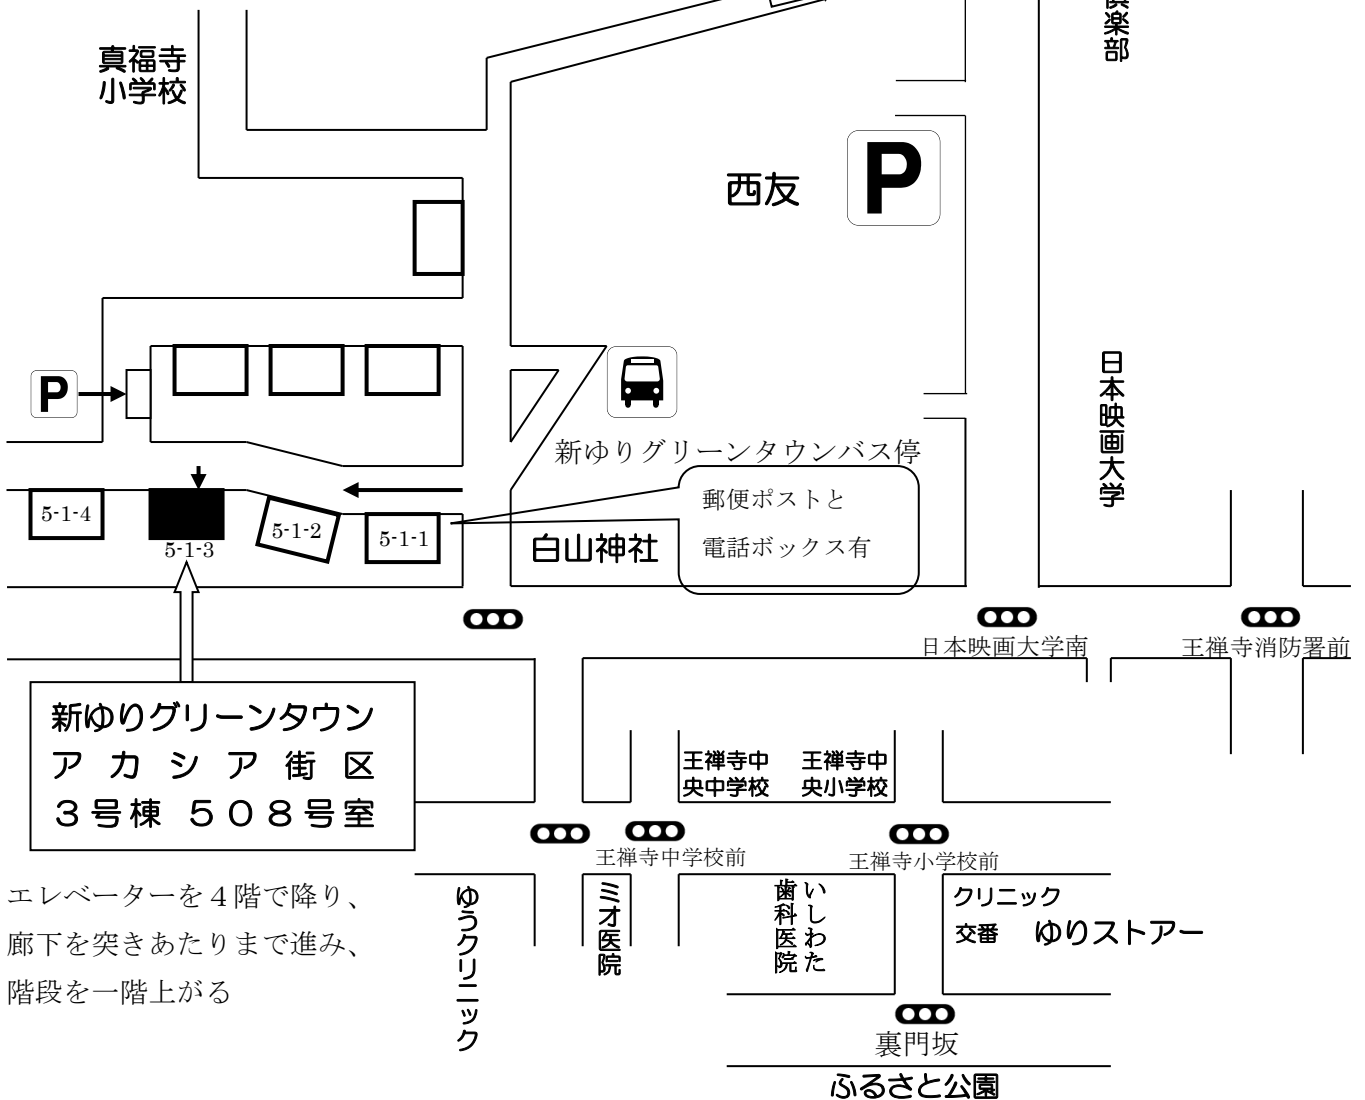 楽部
真福寺
小学校
西友
P
P
日本映画大学
新ゆりグリーンタウンバス停
郵便ポストと
電話ボックス有
5-1-4
5-1-3
5-1-2
5-1-1
白山神社
日本映画大学南
王禅寺消防署前
新ゆりグリーンタウン
アカシア街区
3号棟 508号室
王禅寺中
央中学校
王禅寺中
央小学校
王禅寺中学校前
王禅寺小学校前
エレベーターを4階で降り、
廊下を突きあたりまで進み、
階段を一階上がる
ゆうクリニック
ミオ医院
いしわた
歯科医院
クリニック
交番 ゆりストアー
裏門坂
ふるさと公園